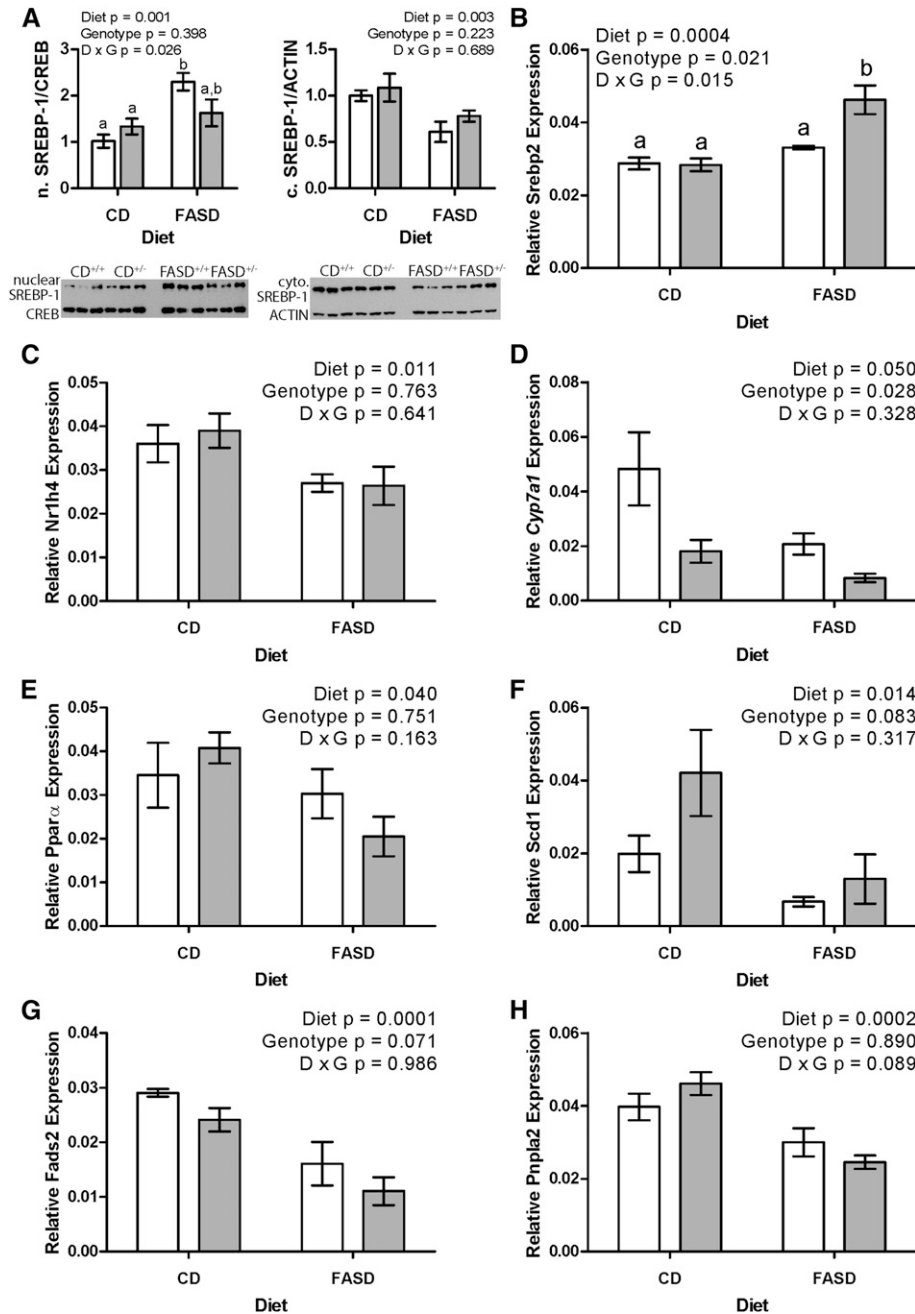 A
Diet p = 0.001
Genotype p = 0.398
D x G p = 0.026
n. SREBP-1/CREB
3
2
1
0
a
a
b
a,b
CD
FASD
Diet
Diet p = 0.003
Genotype p = 0.223
D x G p = 0.689
c. SREBP-1/ACTIN
1.5
1.0
0.5
0.0
CD
FASD
Diet
nuclear
SREBP-1
CREB
CD+/+ CD+/- FASD+/+ FASD+/-
cyto.
SREBP-1
ACTIN
CD+/+ CD+/- FASD+/+ FASD+/-
B
Diet p = 0.0004
Genotype p = 0.021
D x G p = 0.015
Relative Srebp2 Expression
0.06
0.04
0.02
0.00
a
a
a
b
CD
FASD
Diet
C
Diet p = 0.011
Genotype p = 0.763
D x G p = 0.641
Relative Nr1h4 Expression
0.05
0.04
0.03
0.02
0.01
0.00
CD
FASD
Diet
D
Diet p = 0.050
Genotype p = 0.028
D x G p = 0.328
Relative Cyp7a1 Expression
0.08
0.06
0.04
0.02
0.00
CD
FASD
Diet
E
Diet p = 0.040
Genotype p = 0.751
D x G p = 0.163
Relative Pparα Expression
0.05
0.04
0.03
0.02
0.01
0.00
CD
FASD
Diet
F
Diet p = 0.014
Genotype p = 0.083
D x G p = 0.317
Relative Scd1 Expression
0.06
0.04
0.02
0.00
CD
FASD
Diet
G
Diet p = 0.0001
Genotype p = 0.071
D x G p = 0.986
Relative Fads2 Expression
0.04
0.03
0.02
0.01
0.00
CD
FASD
Diet
H
Diet p = 0.0002
Genotype p = 0.890
D x G p = 0.089
Relative Pnpla2 Expression
0.06
0.04
0.02
0.00
CD
FASD
Diet